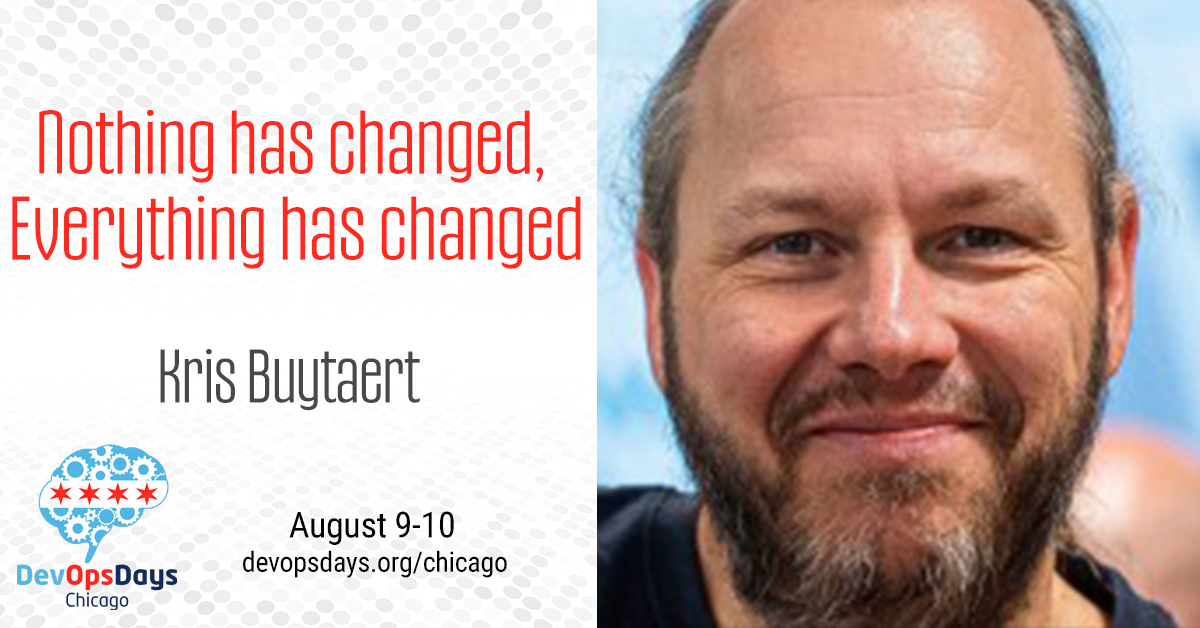 Nothing has changed,
Everything has changed
Kris Buytaert
August 9-10
devopsdays.org/chicago
DevOpsDays
Chicago